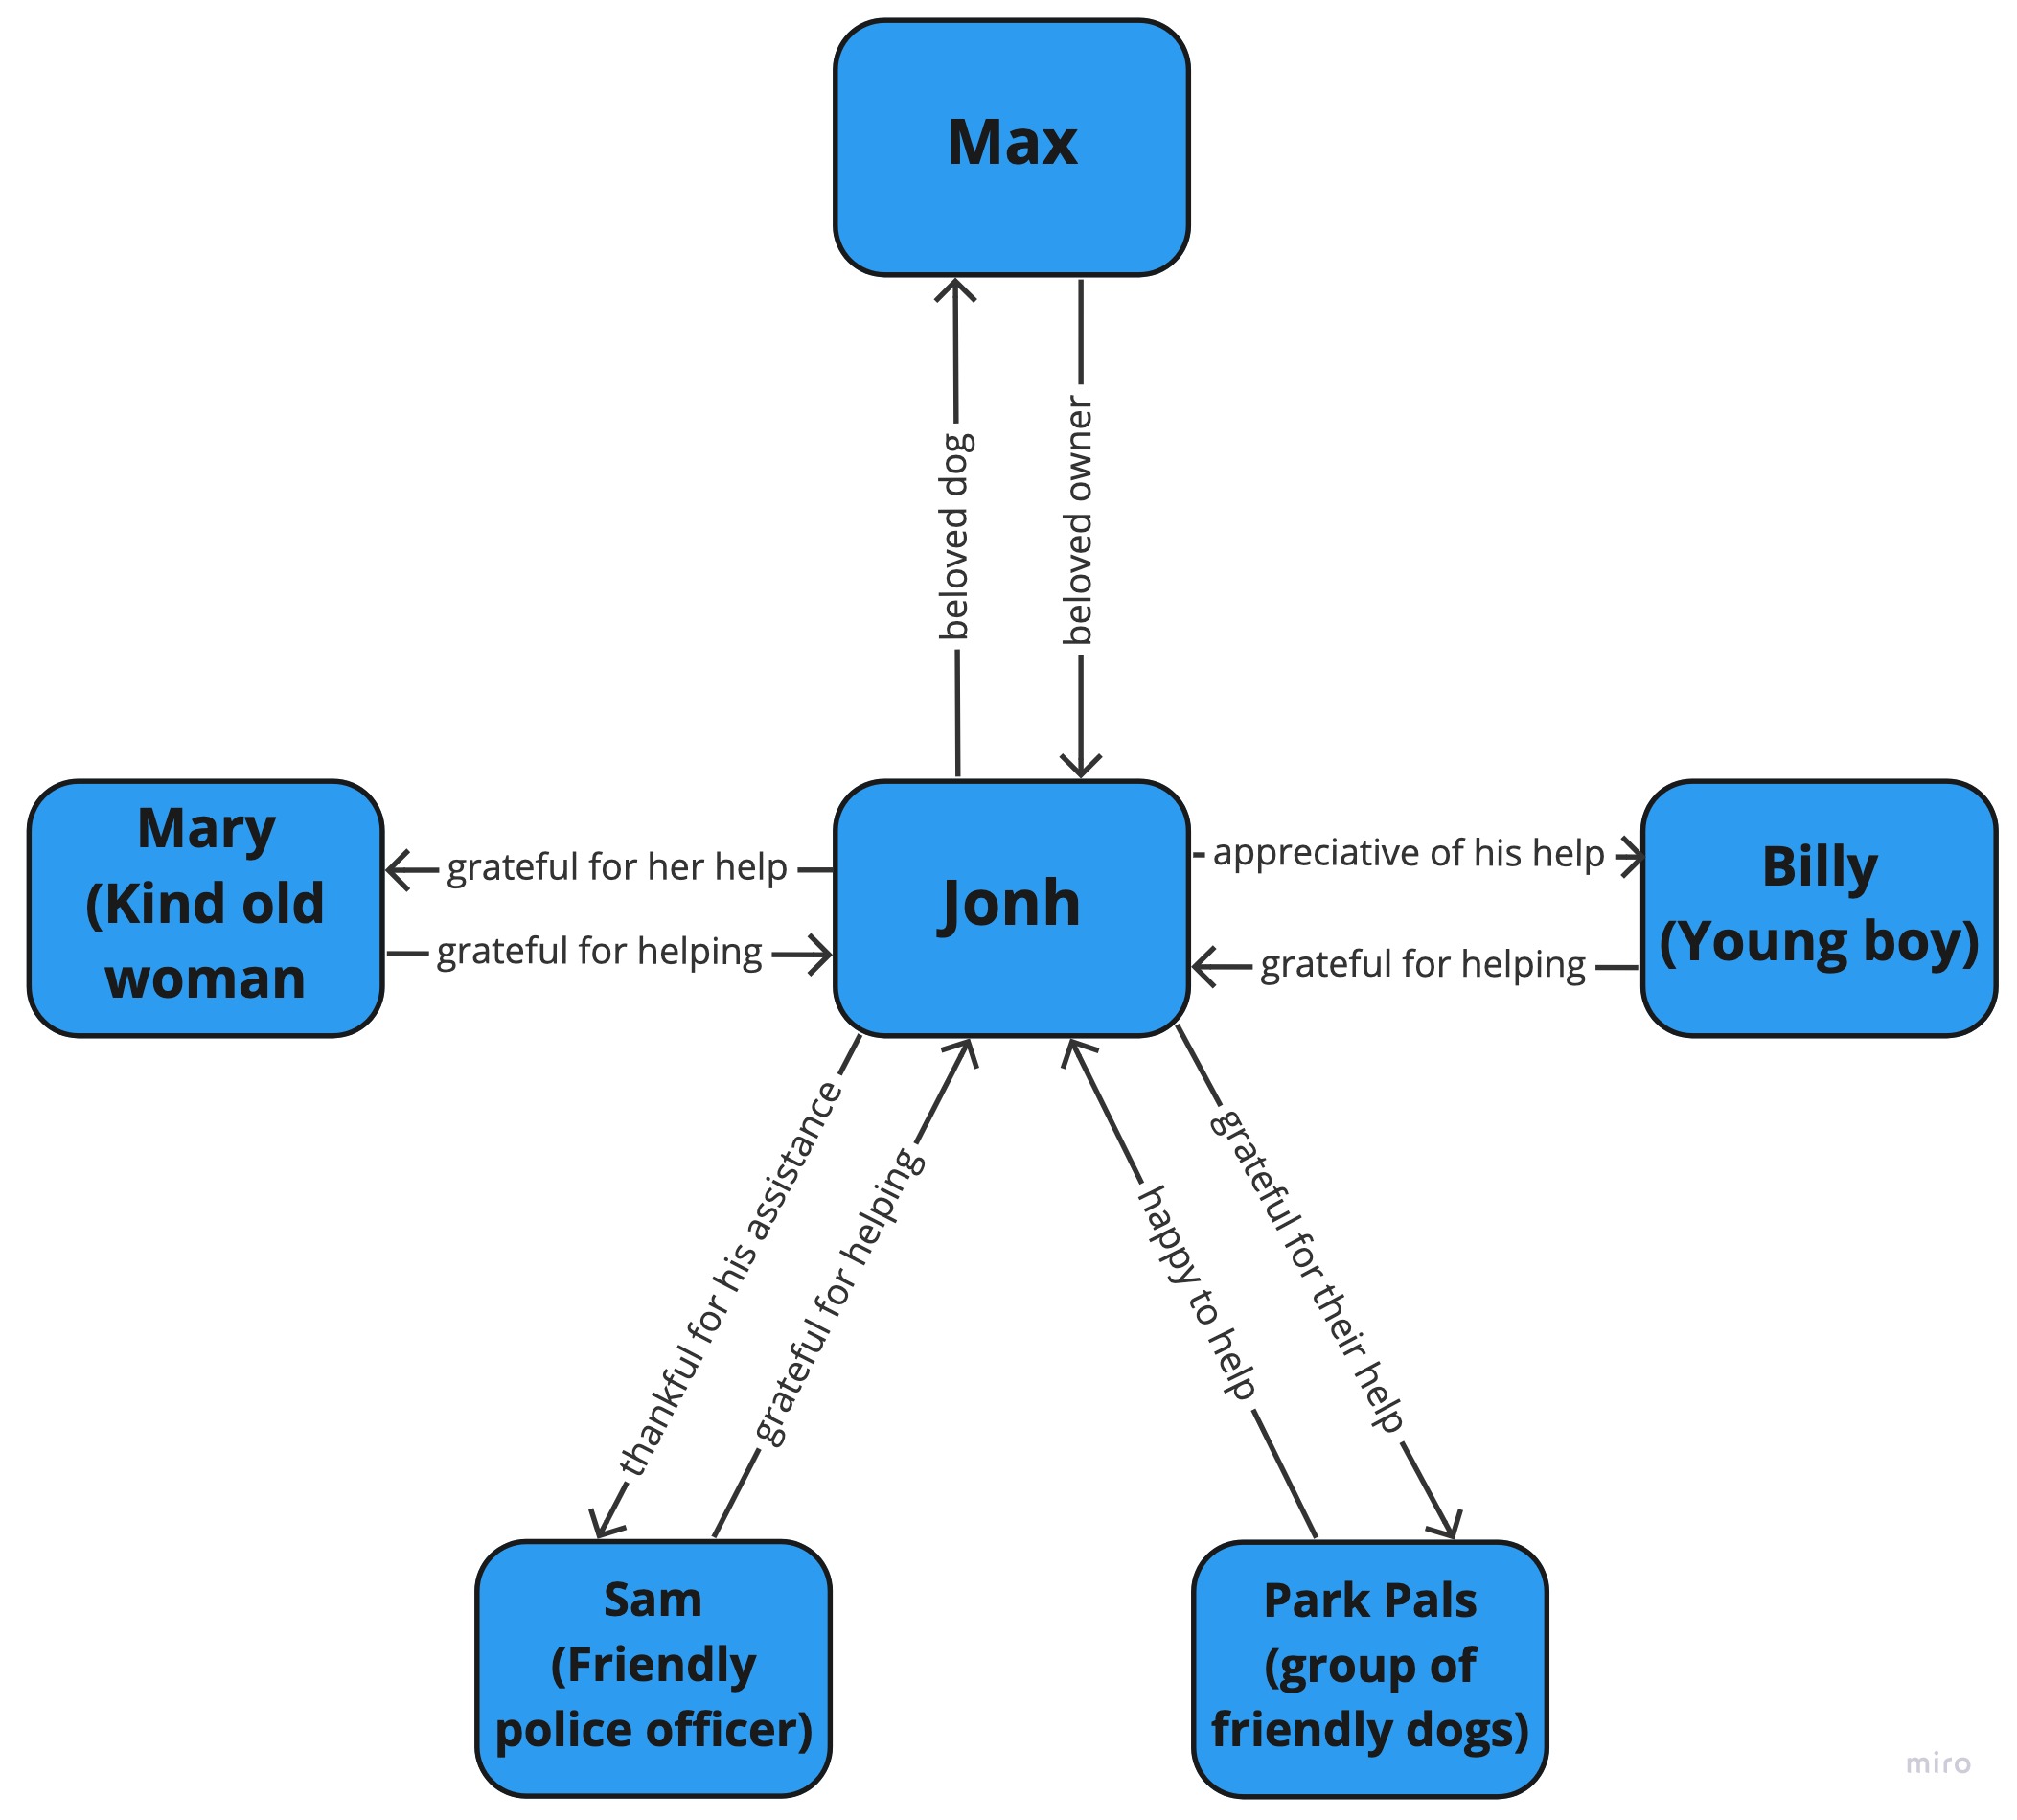 Max
beloved dog
beloved owner
Mary
(Kind old
woman
grateful for her help
grateful for helping
Jonh
appreciative of his help
grateful for helping
Billy
(Young boy)
thankful for his assistance
grateful for helping
happy to help
grateful for their help
Sam
(Friendly
police officer)
Park Pals
(group of
friendly dogs)
miro